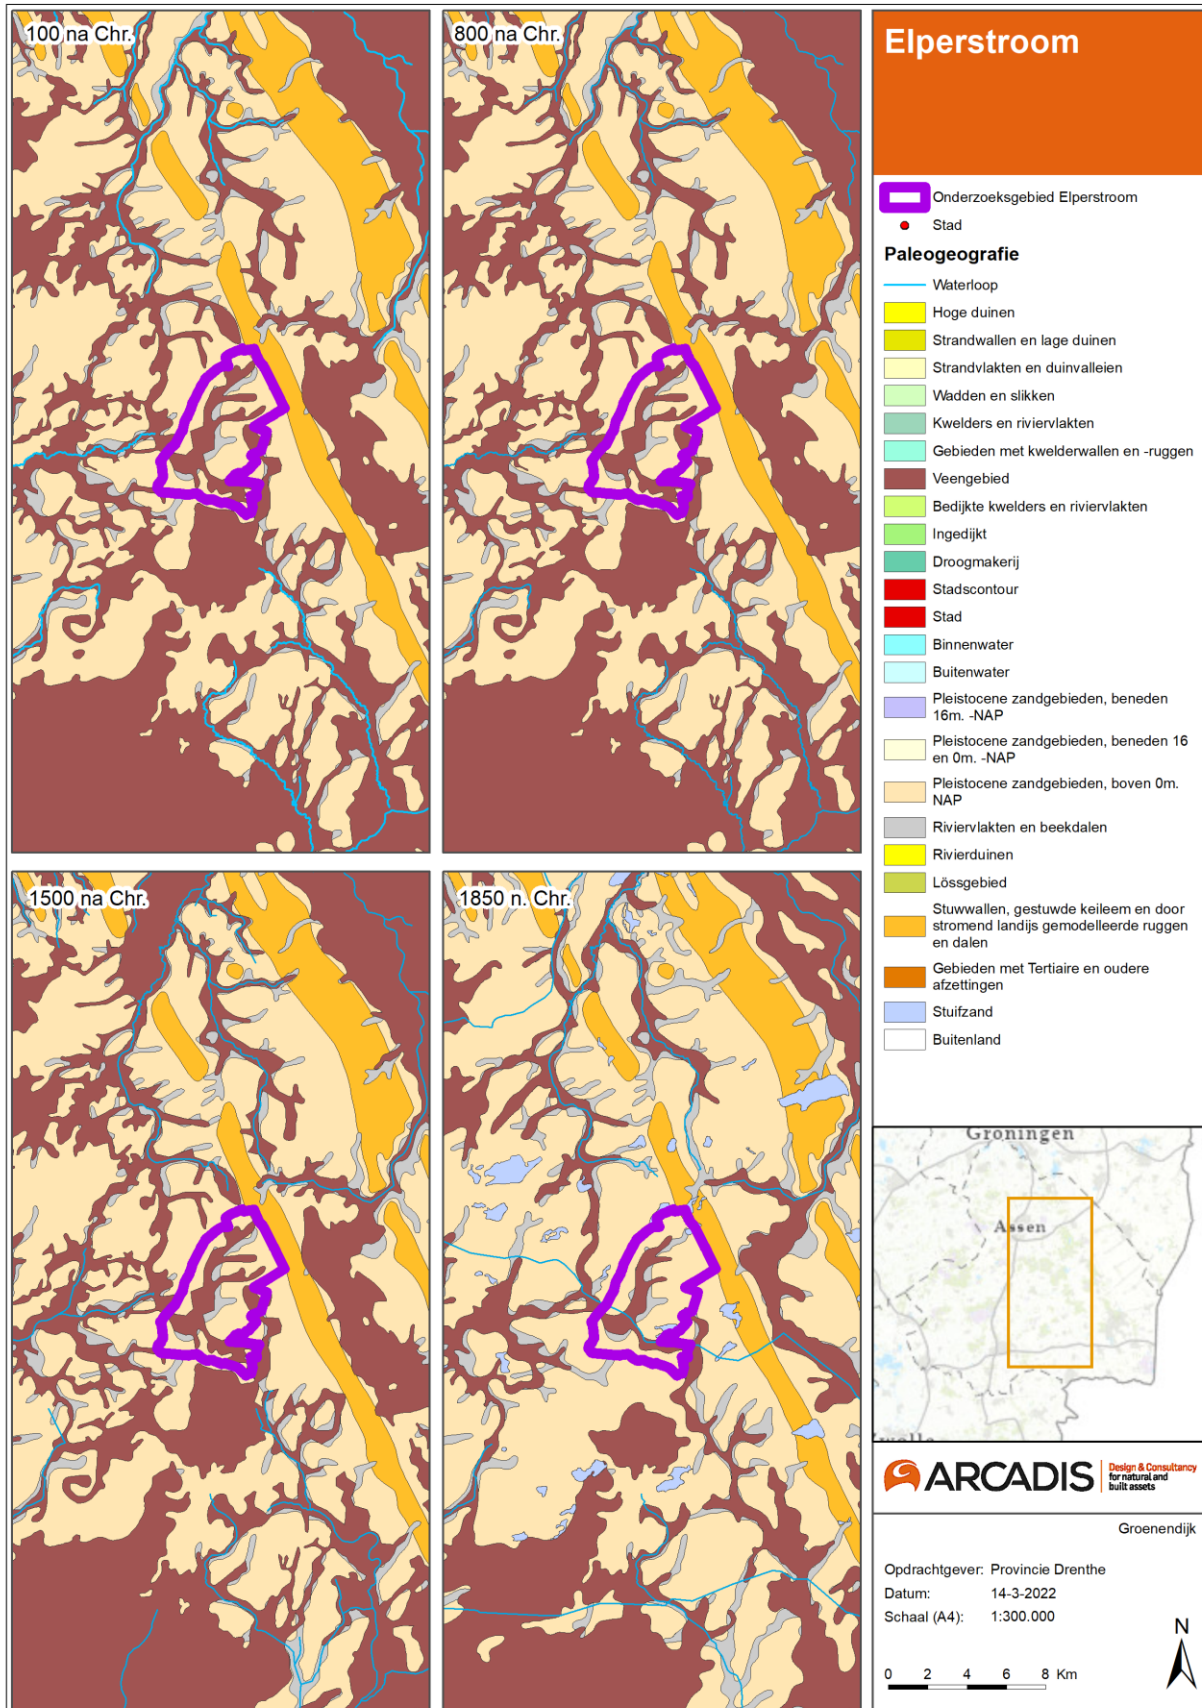 100 na Chr.
800 na Chr.
1500 na Chr.
1850 n. Chr.
Elperstroom
Onderzoeksgebied Elperstroom
Stad
Paleogeografie
Waterloop
Hoge duinen
Strandwallen en lage duinen
Strandvlakten en duinvalleien
Wadden en slikken
Kwelders en riviervlakten
Gebieden met kwelderwallen en -ruggen
Veengebied
Bedijkte kwelders en riviervlakten
Ingedijkt
Droogmakerij
Stadscontour
Stad
Binnenwater
Buitenwater
Pleistocene zandgebieden, beneden
16m. -NAP
Pleistocene zandgebieden, beneden 16
en 0m. -NAP
Pleistocene zandgebieden, boven 0m.
NAP
Riviervlakten en beekdalen
Rivierduinen
Lössgebied
Stuwwallen, gestuwde keileem en door
stromend landijs gemodelleerde ruggen
en dalen
Gebieden met Tertiaire en oudere
afzettingen
Stuifzand
Buitenland
Groningen
Assen
Zwolle
ARCADIS
Design & Consultancy
for natural and
built assets
Groenendijk
Opdrachtgever: Provincie Drenthe
Datum: 14-3-2022
Schaal (A4): 1:300.000
N
0 2 4 6 8 Km